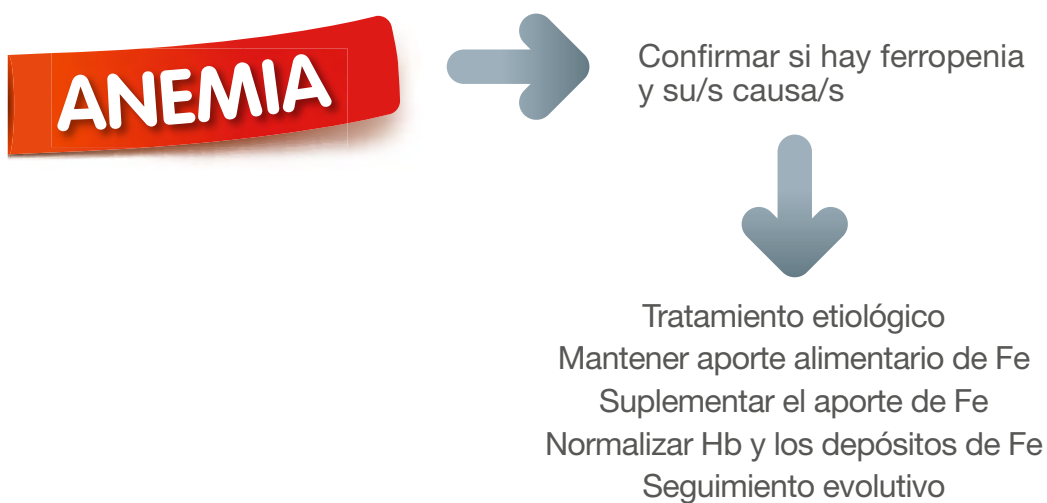 ANEMIA
Confirmar si hay ferropenia
y su/s causa/s
Tratamiento etiológico
Mantener aporte alimentario de Fe
Suplementar el aporte de Fe
Normalizar Hb y los depósitos de Fe
Seguimiento evolutivo